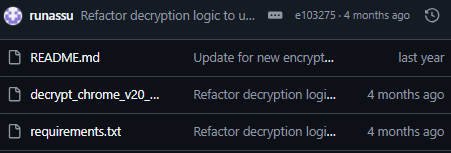 runassu Refactor decryption logic to u... e103275 · 4 months ago
README.md Update for new encrypt... last year
decrypt_chrome_v20_... Refactor decryption logi... 4 months ago
requirements.txt Refactor decryption logi... 4 months ago